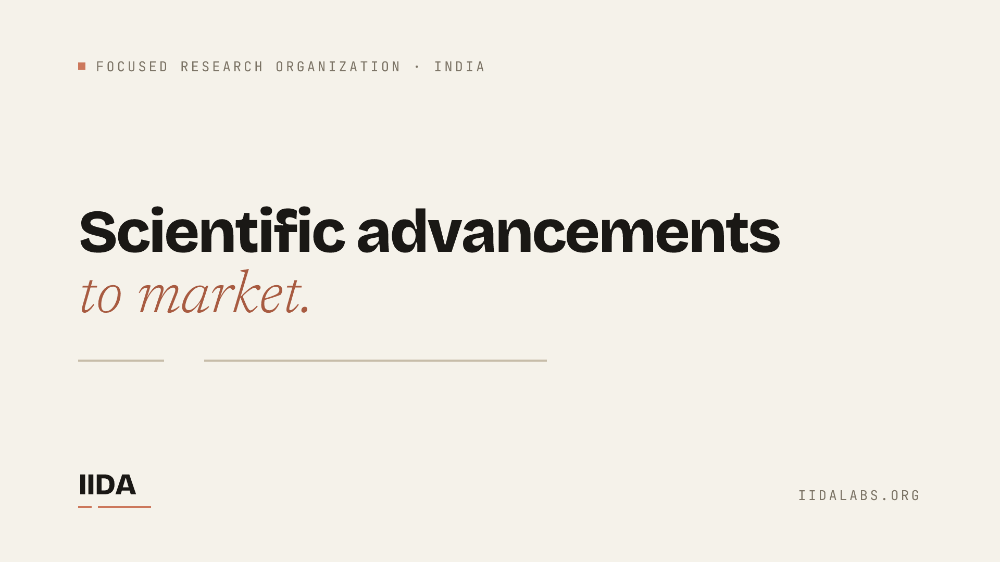 FOCUSED RESEARCH ORGANIZATION · INDIA
Scientific advancements
to market.
IIDA
IIDALABS.ORG